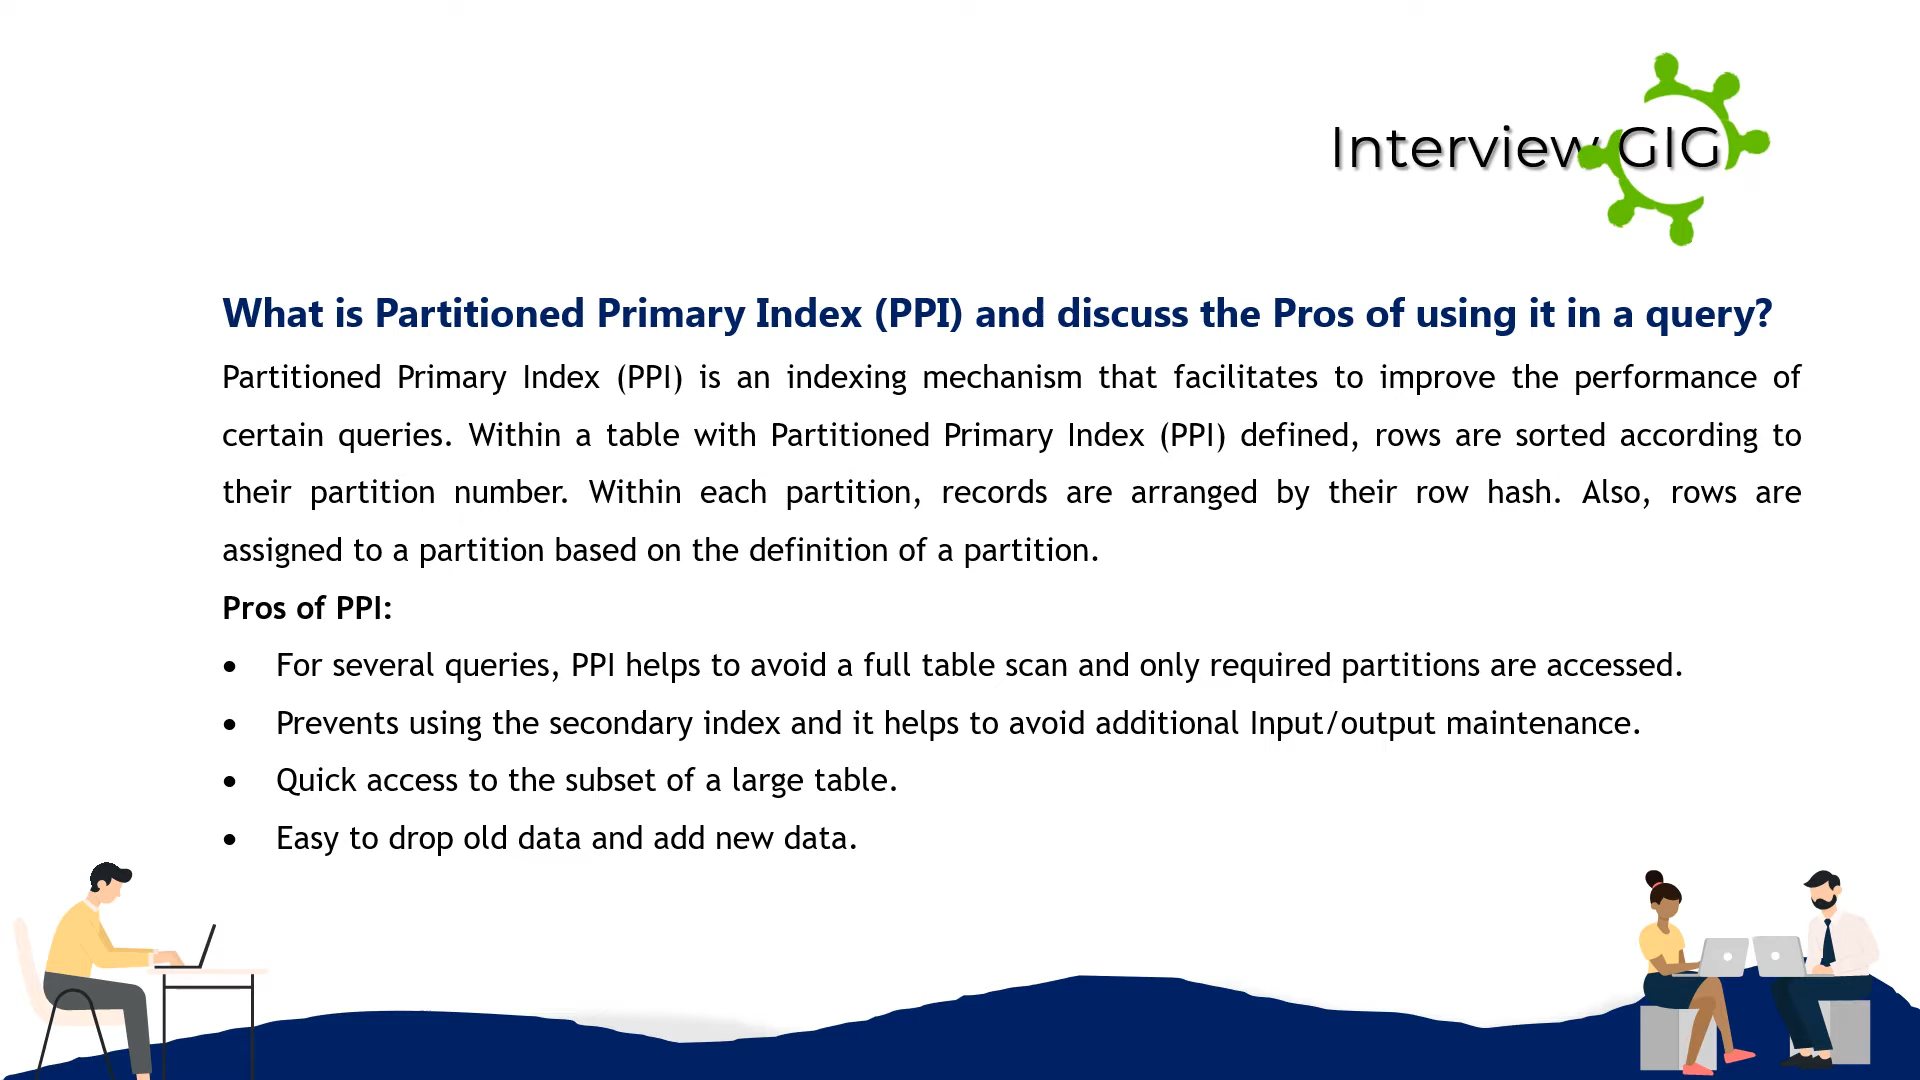 Interview GIG
What is Partitioned Primary Index (PPI) and discuss the Pros of using it in a query?
Partitioned Primary Index (PPI) is an indexing mechanism that facilitates to improve the performance of
certain queries. Within a table with Partitioned Primary Index (PPI) defined, rows are sorted according to
their partition number. Within each partition, records are arranged by their row hash. Also, rows are
assigned to a partition based on the definition of a partition.
Pros of PPI:
• For several queries, PPI helps to avoid a full table scan and only required partitions are accessed.
• Prevents using the secondary index and it helps to avoid additional Input/output maintenance.
• Quick access to the subset of a large table.
• Easy to drop old data and add new data.